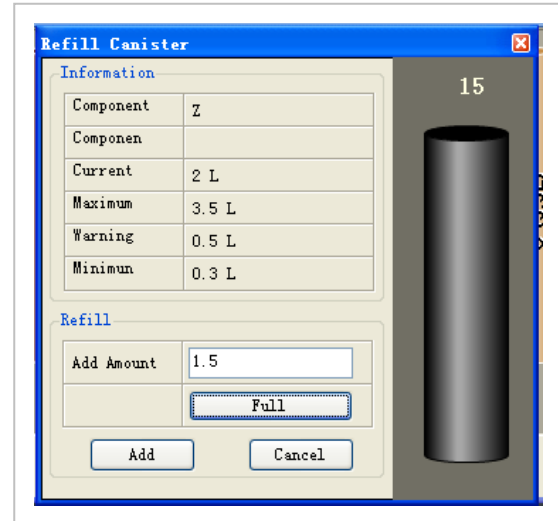 Refill Caniste
Information
15
Component Z
Componen
Current 2 L
Maximum 3.5 L
Warning 0.5 L
Minimun 0.3 L
Refill
Add Amount 1.5
Full
Add Cancel